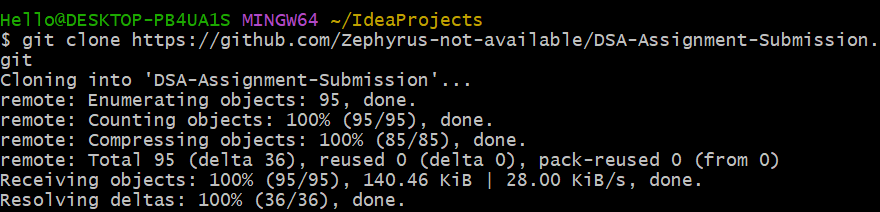 Hello@DESKTOP-PB4UA1S MINGW64 ~/IdeaProjects
$ git clone https://github.com/Zephyrus-not-available/DSA-Assignment-Submission.
git
Cloning into 'DSA-Assignment-Submission'...
remote: Enumerating objects: 95, done.
remote: Counting objects: 100% (95/95), done.
remote: Compressing objects: 100% (85/85), done.
remote: Total 95 (delta 36), reused 0 (delta 0), pack-reused 0 (from 0)
Receiving objects: 100% (95/95), 140.46 KiB | 28.00 KiB/s, done.
Resolving deltas: 100% (36/36), done.